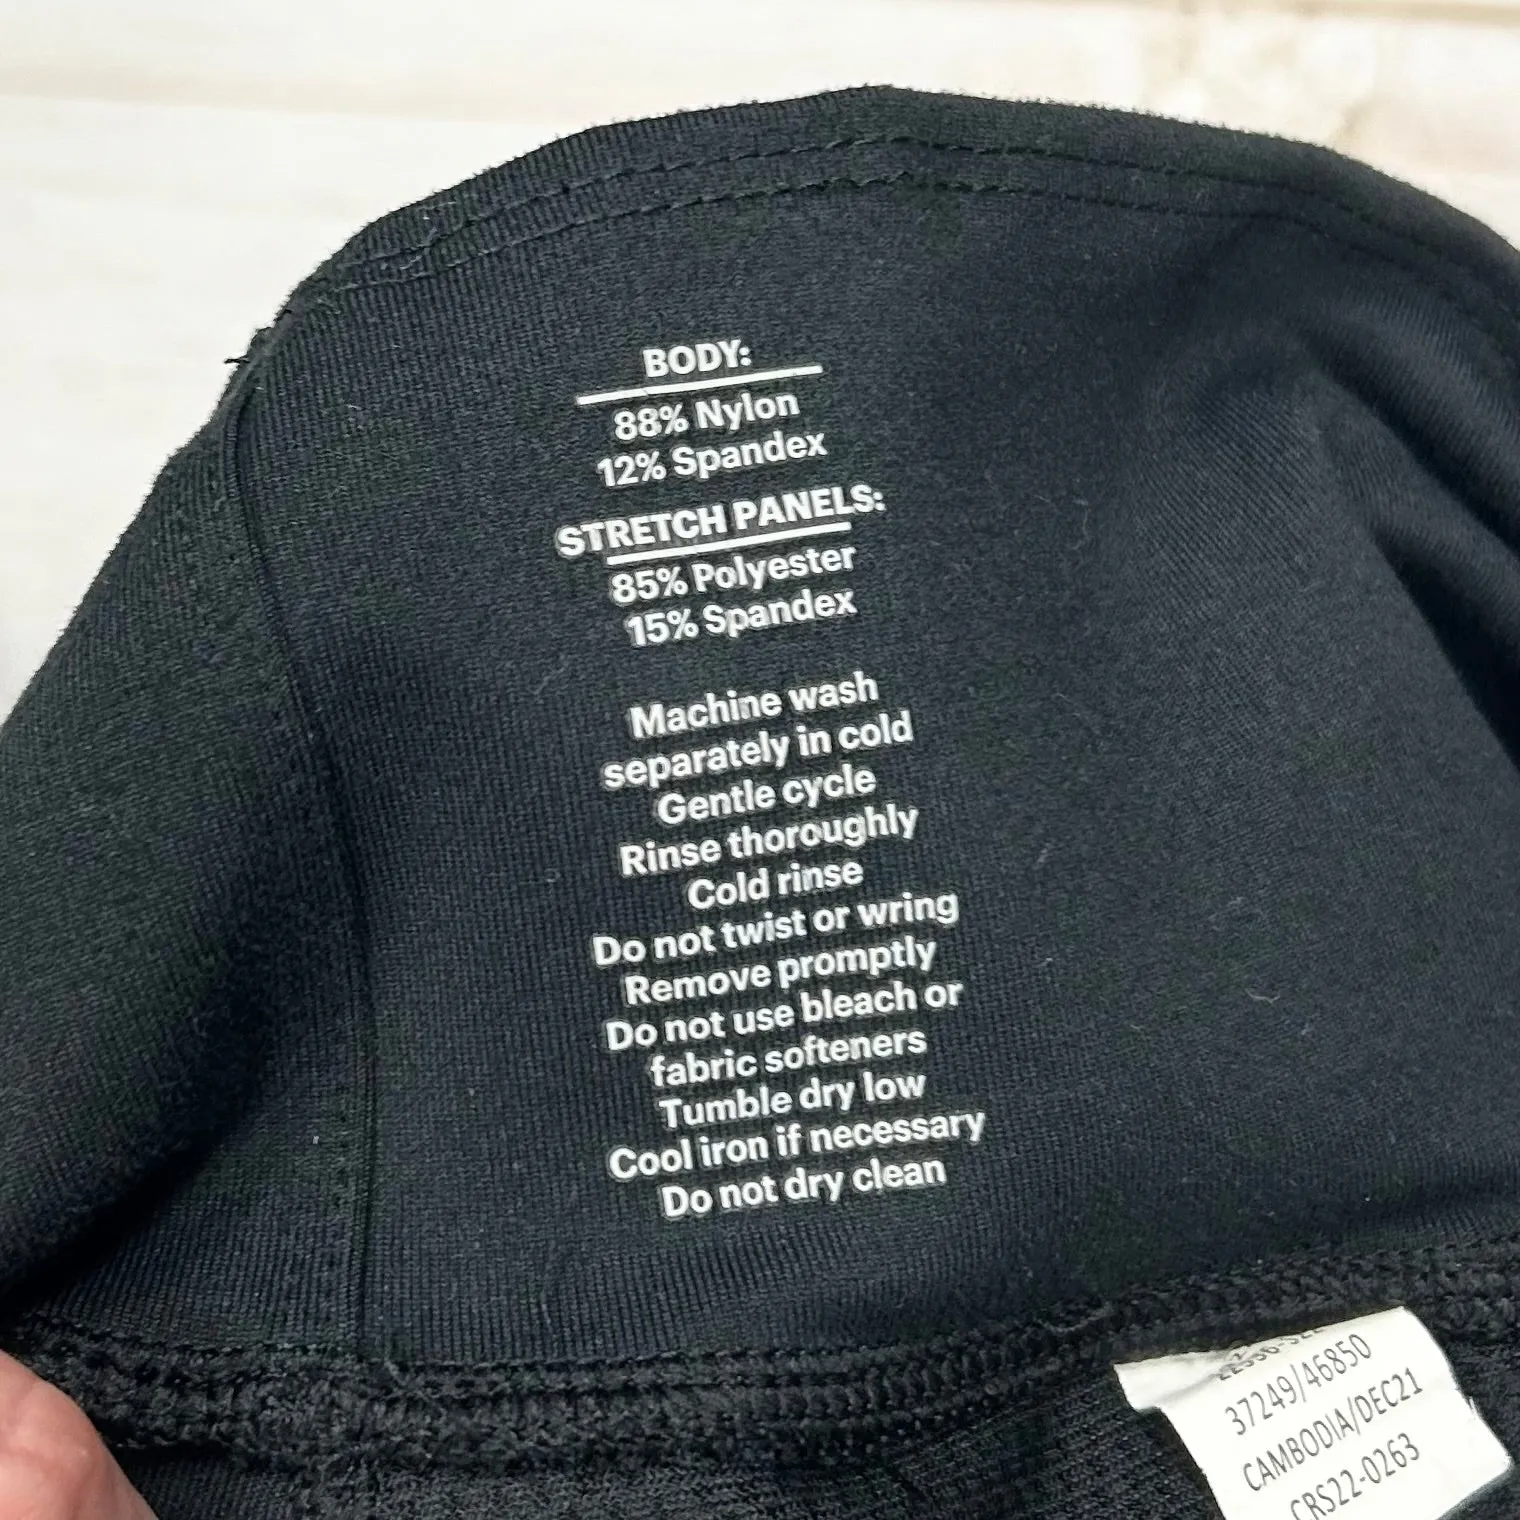 BODY:
88% Nylon
12% Spandex
STRETCH PANELS:
85% Polyester
15% Spandex
Machine wash
separately in cold
Gentle cycle
Rinse thoroughly
Cold rinse
Do not twist or wring
Remove promptly
Do not use bleach or
fabric softeners
Tumble dry low
Cool iron if necessary
Do not dry clean
37249/46850
CAMBODIA/DEC21
CRS22-0263